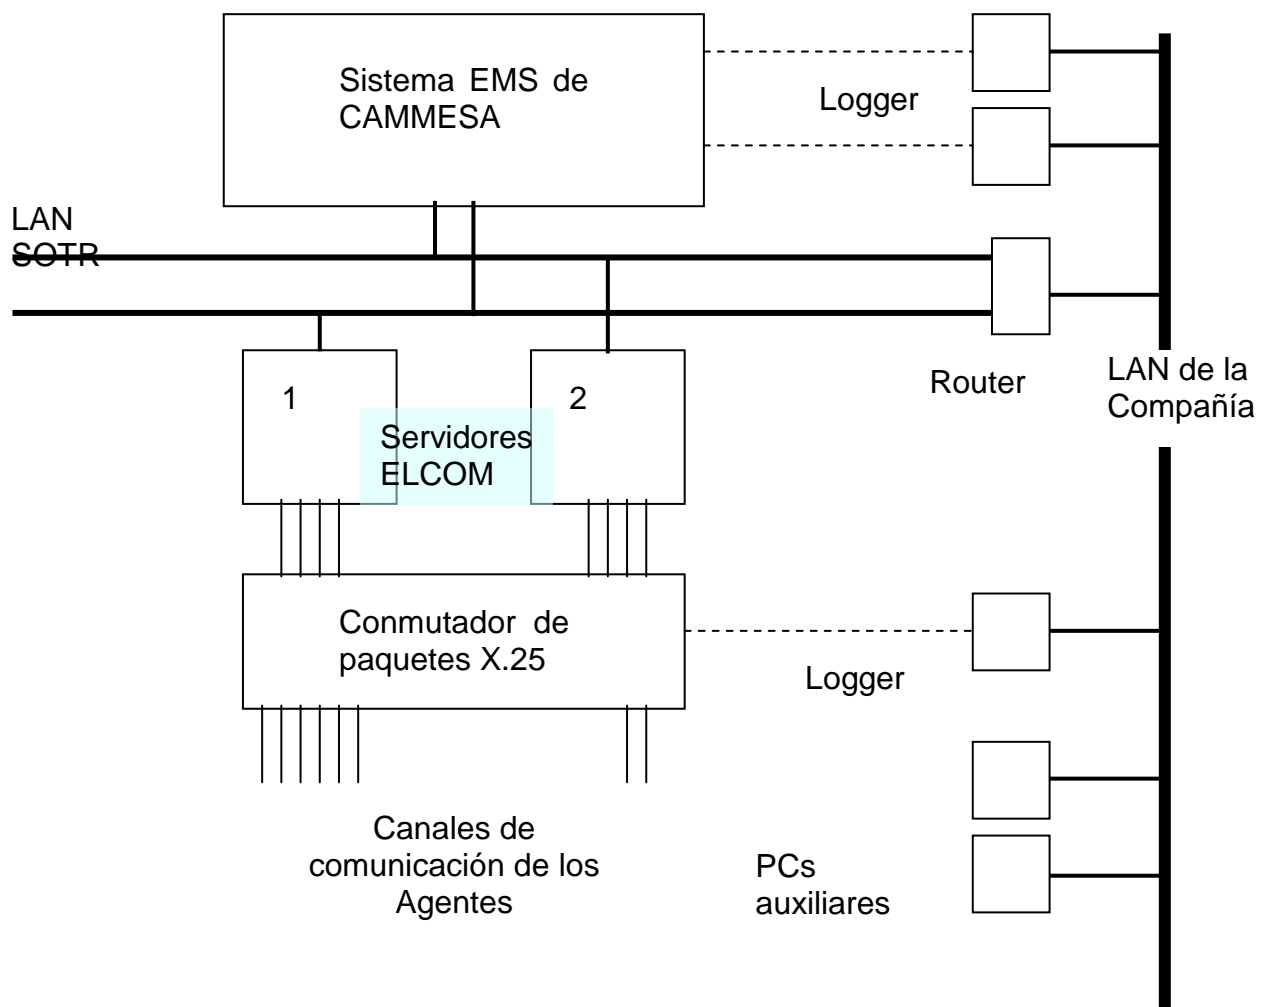 Sistema EMS de
CAMMESA
Logger
LAN
SOTR
Router
LAN de la
Compañía
1
2
Servidores
ELCOM
Conmutador de
paquetes X.25
Logger
Canales de
comunicación de los
Agentes
PCs
auxiliares